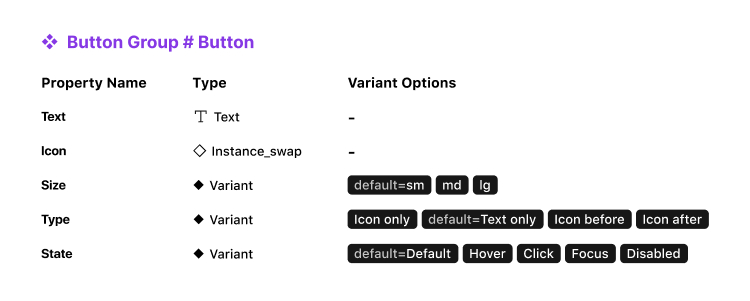 Button Group # Button
Property Name Type Variant Options
Text Text -
Icon Instance_swap -
Size Variant default=sm md lg
Type Variant Icon only default=Text only Icon before Icon after
State Variant default=Default Hover Click Focus Disabled